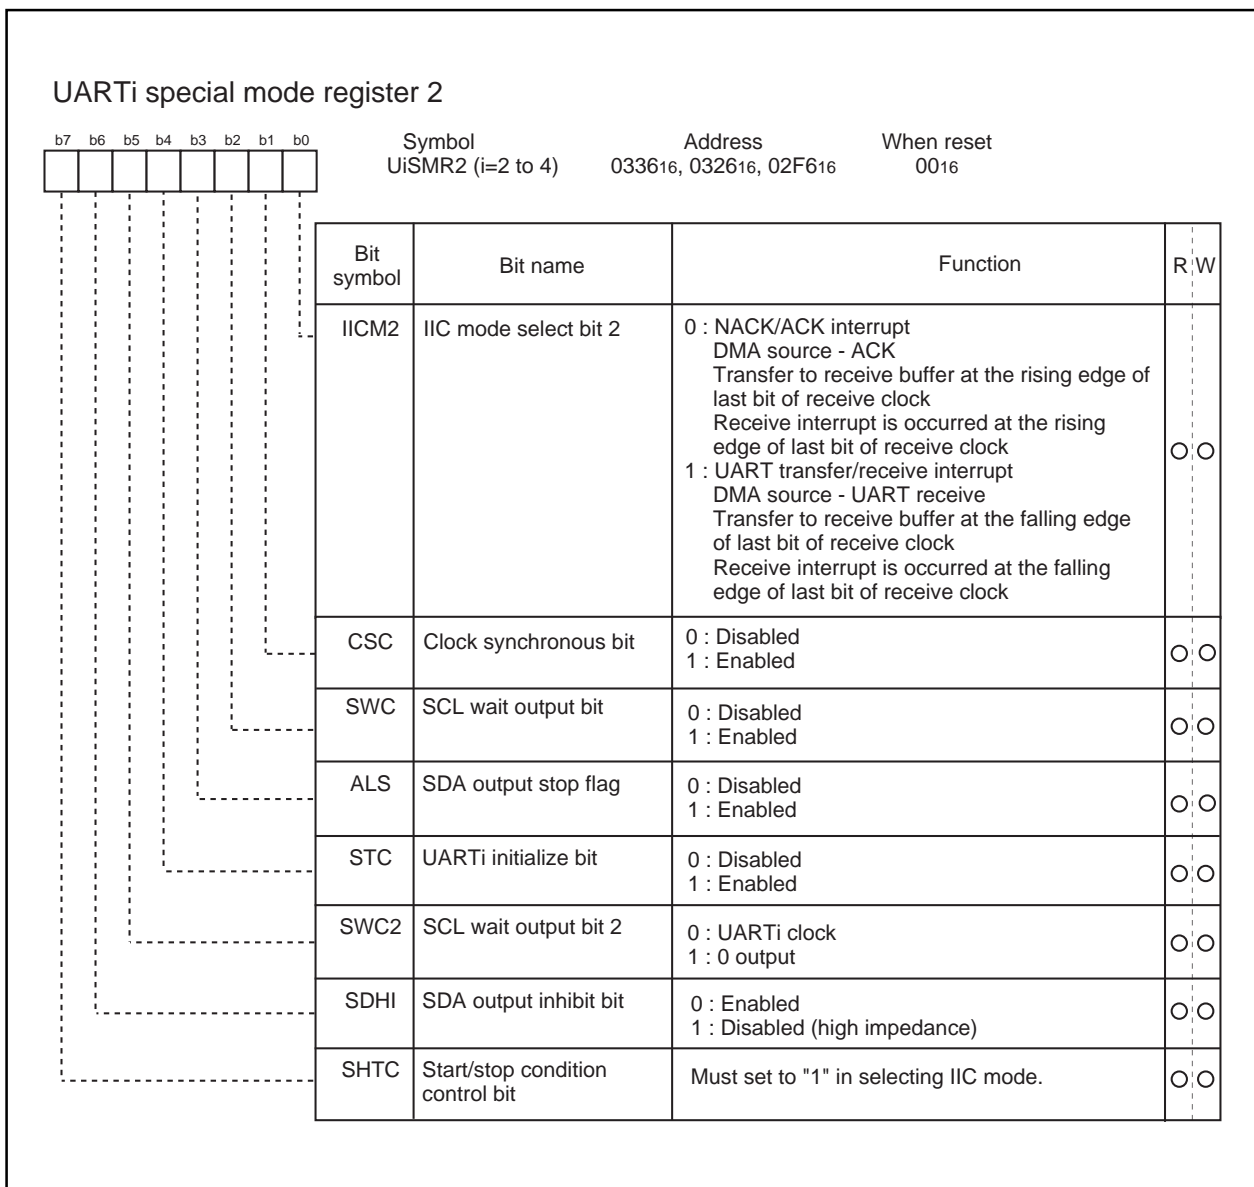 UARTi special mode register 2
b7 b6 b5 b4 b3 b2 b1 b0
Symbol Address When reset
UiSMR2 (i=2 to 4) 033616, 032616, 02F616 0016
Bit symbol Bit name Function R W
IICM2 IIC mode select bit 2 0 : NACK/ACK interrupt
DMA source - ACK
Transfer to receive buffer at the rising edge of
last bit of receive clock
Receive interrupt is occurred at the rising
edge of last bit of receive clock
1 : UART transfer/receive interrupt
DMA source - UART receive
Transfer to receive buffer at the falling edge
of last bit of receive clock
Receive interrupt is occurred at the falling
edge of last bit of receive clock
CSC Clock synchronous bit 0 : Disabled
1 : Enabled
SWC SCL wait output bit 0 : Disabled
1 : Enabled
ALS SDA output stop flag 0 : Disabled
1 : Enabled
STC UARTi initialize bit 0 : Disabled
1 : Enabled
SWC2 SCL wait output bit 2 0 : UARTi clock
1 : 0 output
SDHI SDA output inhibit bit 0 : Enabled
1 : Disabled (high impedance)
SHTC Start/stop condition
control bit Must set to "1" in selecting IIC mode.